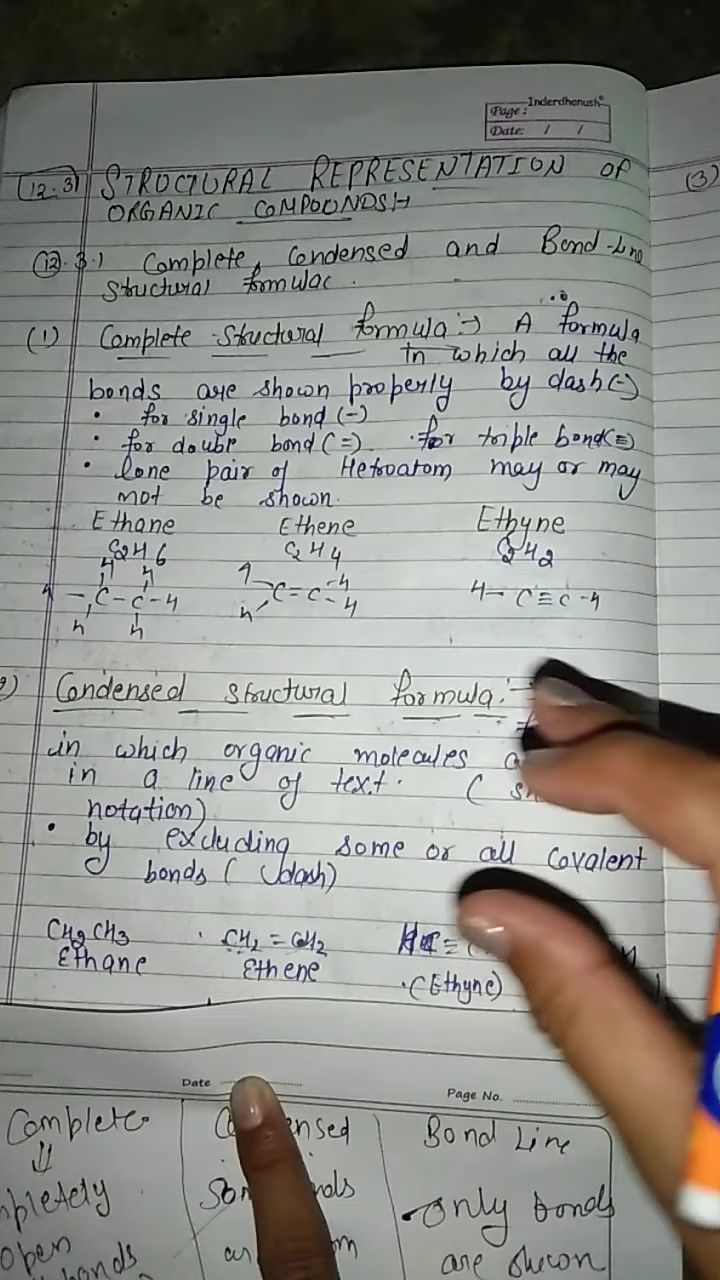 Inderdhanush®
Page :
Date: / /
12.3) STRUCTURAL REPRESENTATION OF
ORGANIC COMPOUNDS
(3)
12.3.1 Complete, Condensed and Bond-Line
Structural formulae.
(1) Complete Structural formula :→ A formula
in which all the
bonds are shown properly by dash(-)
• for single bond (-)
• for double bond (=) • for triple bond(≡)
• lone pair of Hetroatom may or may
not be shown.
Ethane Ethene Ethyne
C2H6 C2H4 C2H2
H H H H
H - C - C - H C = C H - C ≡ C - H
H H H H
2) Condensed structural formula :-
in which organic molecules
in a line of text. (
notation)
• by excluding some or all covalent
bonds ( dash)
CH3CH3 CH2 = CH2 HC ≡
Ethane Ethene (Ethyne)
Date Page No.
Complete Bond Line
⇓
only bonds
open
bonds are shown